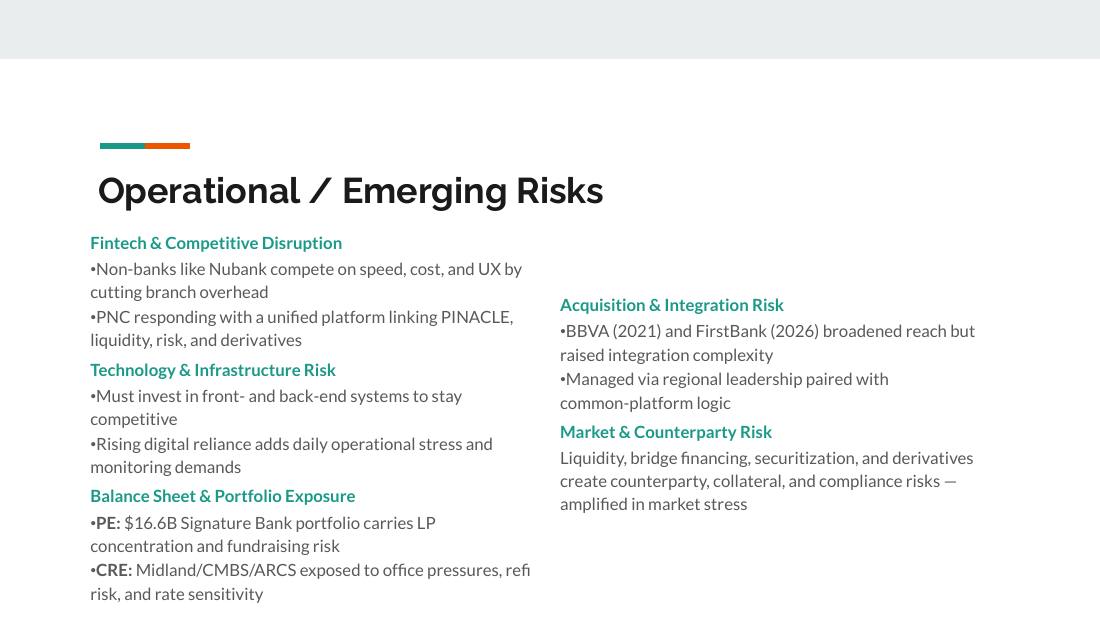 Operational / Emerging Risks
Fintech & Competitive Disruption
•Non-banks like Nubank compete on speed, cost, and UX by
cutting branch overhead
•PNC responding with a unified platform linking PINACLE,
liquidity, risk, and derivatives
Technology & Infrastructure Risk
•Must invest in front- and back-end systems to stay
competitive
•Rising digital reliance adds daily operational stress and
monitoring demands
Balance Sheet & Portfolio Exposure
•PE: $16.6B Signature Bank portfolio carries LP
concentration and fundraising risk
•CRE: Midland/CMBS/ARCS exposed to office pressures, refi
risk, and rate sensitivity
Acquisition & Integration Risk
•BBVA (2021) and FirstBank (2026) broadened reach but
raised integration complexity
•Managed via regional leadership paired with
common-platform logic
Market & Counterparty Risk
Liquidity, bridge financing, securitization, and derivatives
create counterparty, collateral, and compliance risks —
amplified in market stress